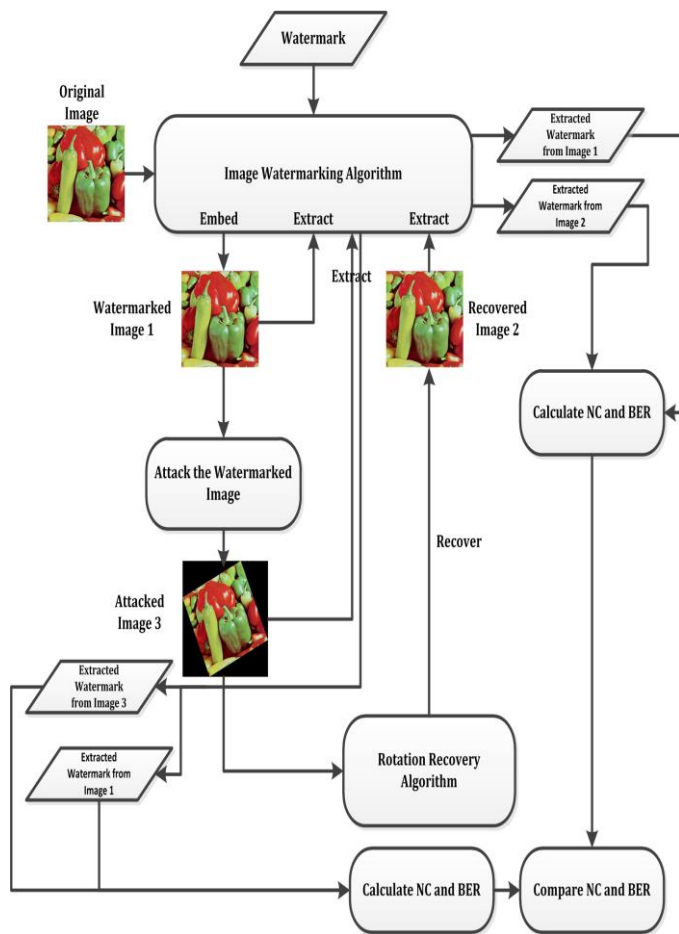 Watermark
Original
Image
Image Watermarking Algorithm
Embed
Extract
Extract
Extracted
Watermark
from Image 1
Extracted
Watermark from
Image 2
Extract
Watermarked
Image 1
Recovered
Image 2
Calculate NC and BER
Attack the Watermarked
Image
Recover
Attacked
Image 3
Extracted
Watermark
from Image 3
Extracted
Watermark from
Image 1
Rotation Recovery
Algorithm
Calculate NC and BER
Compare NC and BER